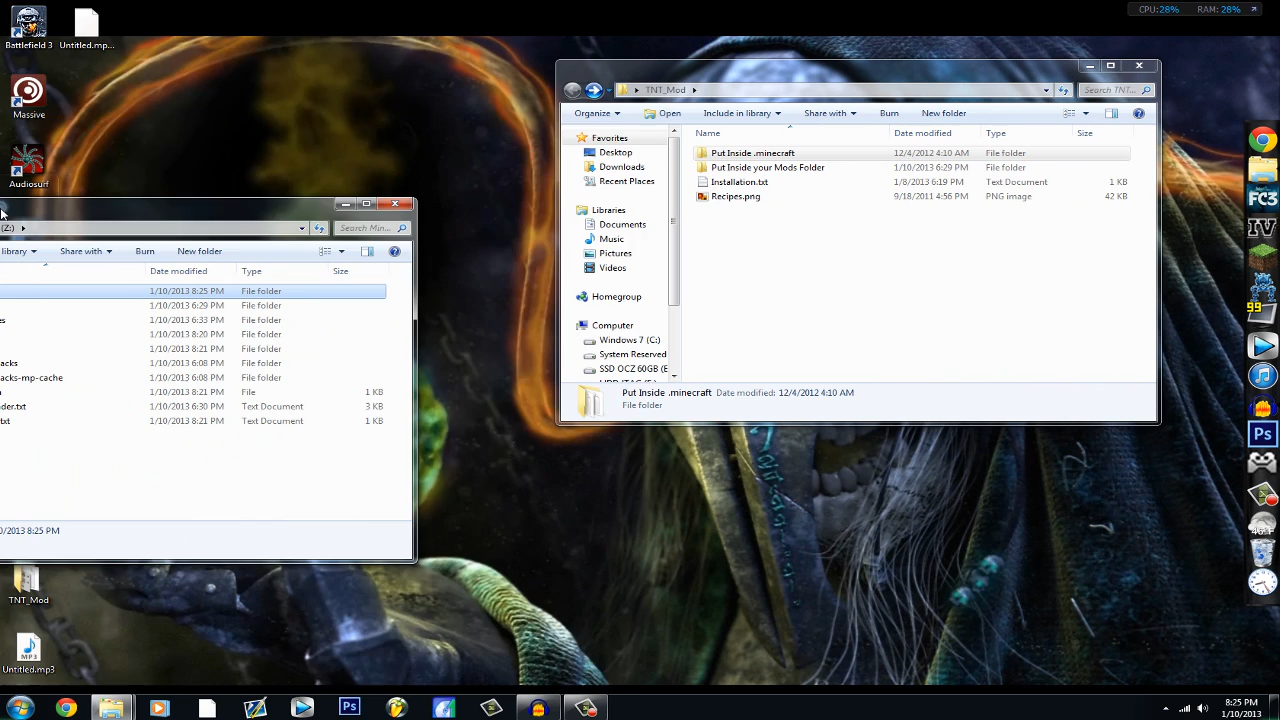 CPU:28% RAM: 28%
Battlefield 3
Untitled.mp...
Massive
Audiosurf
TNT_Mod
Untitled.mp3
TNT_Mod
Search TNT...
Organize
Open
Include in library
Share with
Burn
New folder
Name
Date modified
Type
Size
Favorites
Desktop
Downloads
Recent Places
Libraries
Documents
Music
Pictures
Videos
Homegroup
Computer
Windows 7 (C:)
System Reserved
SSD OCZ 60GB (E
Put Inside .minecraft 12/4/2012 4:10 AM File folder
Put Inside your Mods Folder 1/10/2013 6:29 PM File folder
Installation.txt 1/8/2013 6:19 PM Text Document 1 KB
Recipes.png 9/18/2011 4:56 PM PNG image 42 KB
Put Inside .minecraft Date modified: 12/4/2012 4:10 AM
File folder
(Z:)
Search Min...
library
Share with
Burn
New folder
Date modified
Type
Size
1/10/2013 8:25 PM File folder
1/10/2013 6:29 PM File folder
es 1/10/2013 6:33 PM File folder
1/10/2013 8:20 PM File folder
1/10/2013 8:21 PM File folder
acks 1/10/2013 6:08 PM File folder
acks-mp-cache 1/10/2013 6:08 PM File folder
1/10/2013 8:21 PM File 1 KB
der.txt 1/10/2013 6:30 PM Text Document 3 KB
txt 1/10/2013 8:21 PM Text Document 1 KB
0/2013 8:25 PM
FC3
IV
99
Ps
Ps
8:25 PM
1/10/2013